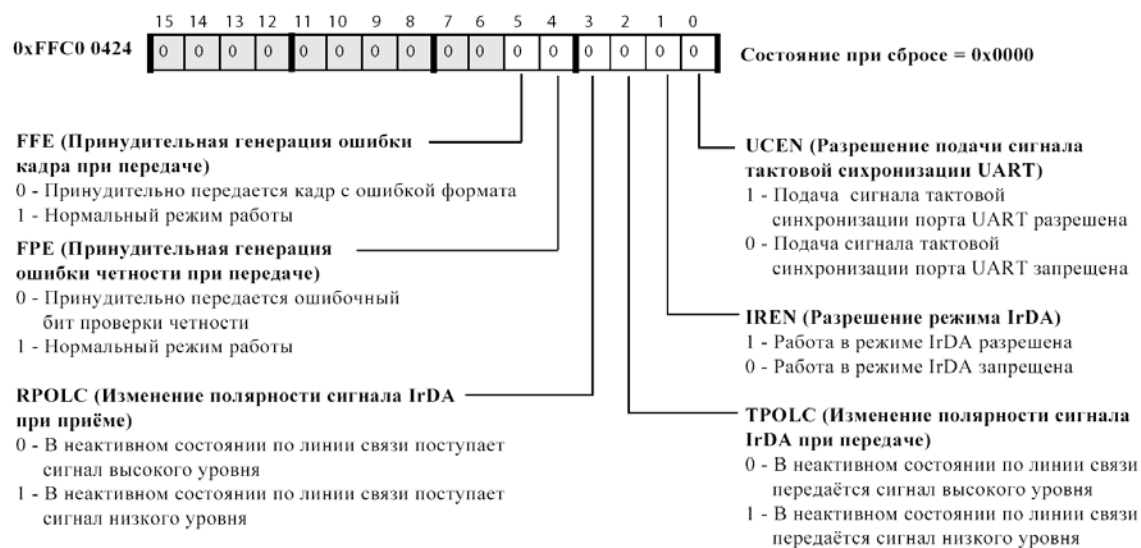 15 14 13 12 11 10 9 8 7 6 5 4 3 2 1 0
0xFFC0 0424 0 0 0 0 0 0 0 0 0 0 0 0 0 0 0 0 Состояние при сбросе = 0x0000
FFE (Принудительная генерация ошибки
кадра при передаче)
0 - Принудительно передается кадр с ошибкой формата
1 - Нормальный режим работы
FPE (Принудительная генерация
ошибки четности при передаче)
0 - Принудительно передается ошибочный
бит проверки четности
1 - Нормальный режим работы
RPOLC (Изменение полярности сигнала IrDA
при приёме)
0 - В неактивном состоянии по линии связи поступает
сигнал высокого уровня
1 - В неактивном состоянии по линии связи поступает
сигнал низкого уровня
UCEN (Разрешение подачи сигнала
тактовой сихронизации UART)
1 - Подача сигнала тактовой
синхронизации порта UART разрешена
0 - Подача сигнала тактовой
синхронизации порта UART запрещена
IREN (Разрешение режима IrDA)
1 - Работа в режиме IrDA разрешена
0 - Работа в режиме IrDA запрещена
TPOLC (Изменение полярности сигнала
IrDA при передаче)
0 - В неактивном состоянии по линии связи
передаётся сигнал высокого уровня
1 - В неактивном состоянии по линии связи
передаётся сигнал низкого уровня